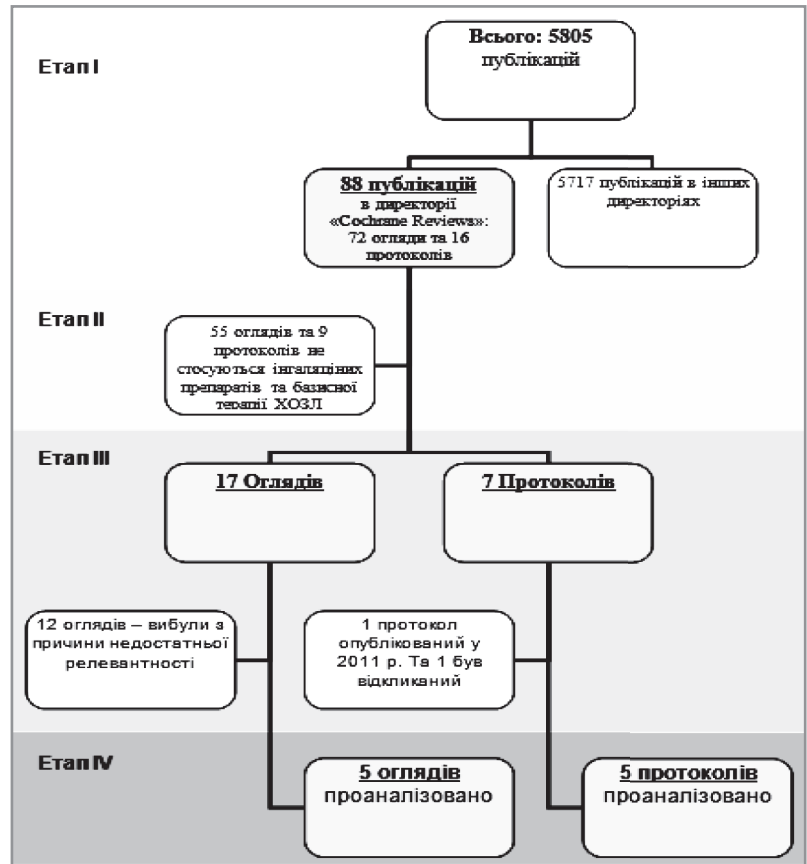 Етап I
Всього: 5805
публікацій
88 публікацій
в директорії
«Cochrane Reviews»:
72 огляди та 16
протоколів
5717 публікацій в інших
директоріях
Етап II
55 оглядів та 9
протоколів не
стосуються інгаляціних
препаратів та базисної
терапії ХОЗЛ
Етап III
17 Оглядів
7 Протоколів
12 оглядів – вибули з
причини недостатньої
релевантності
1 протокол
опублікований у
2011 р. Та 1 був
відкликаний
Етап IV
5 оглядів
проаналізовано
5 протоколів
проаналізовано